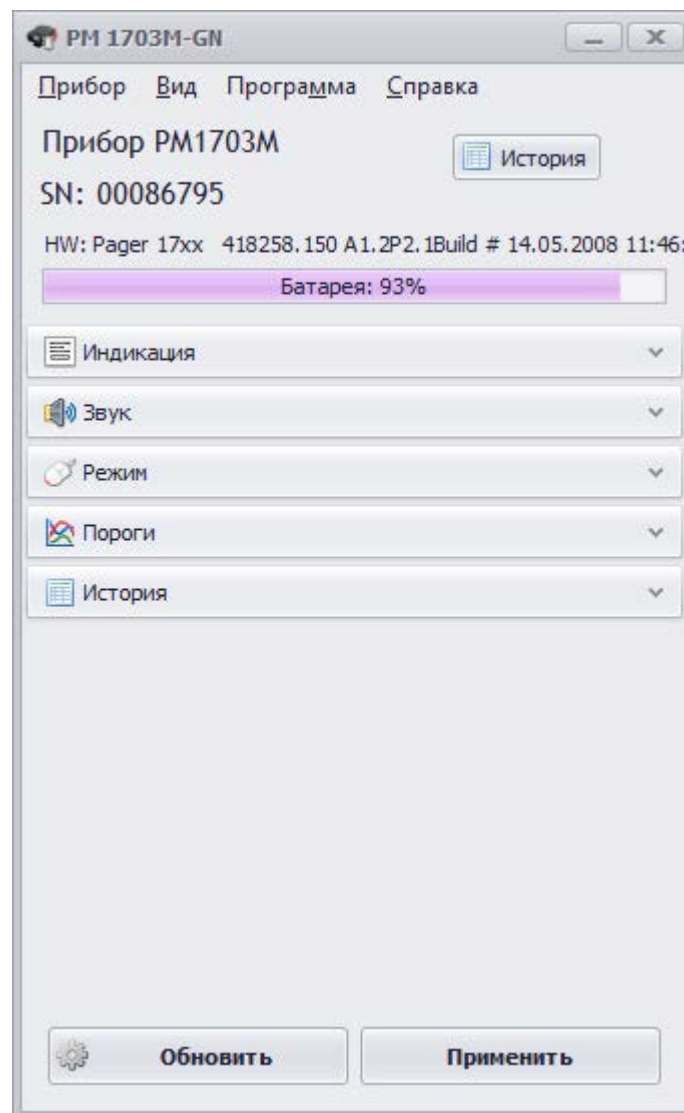 PM 1703M-GN
Прибор Вид Программа Справка
Прибор PM1703M
История
SN: 00086795
HW: Pager 17xx 418258.150 A1.2P2.1Build # 14.05.2008 11:46:
Батарея: 93%
Индикация
Звук
Режим
Пороги
История
Обновить Применить